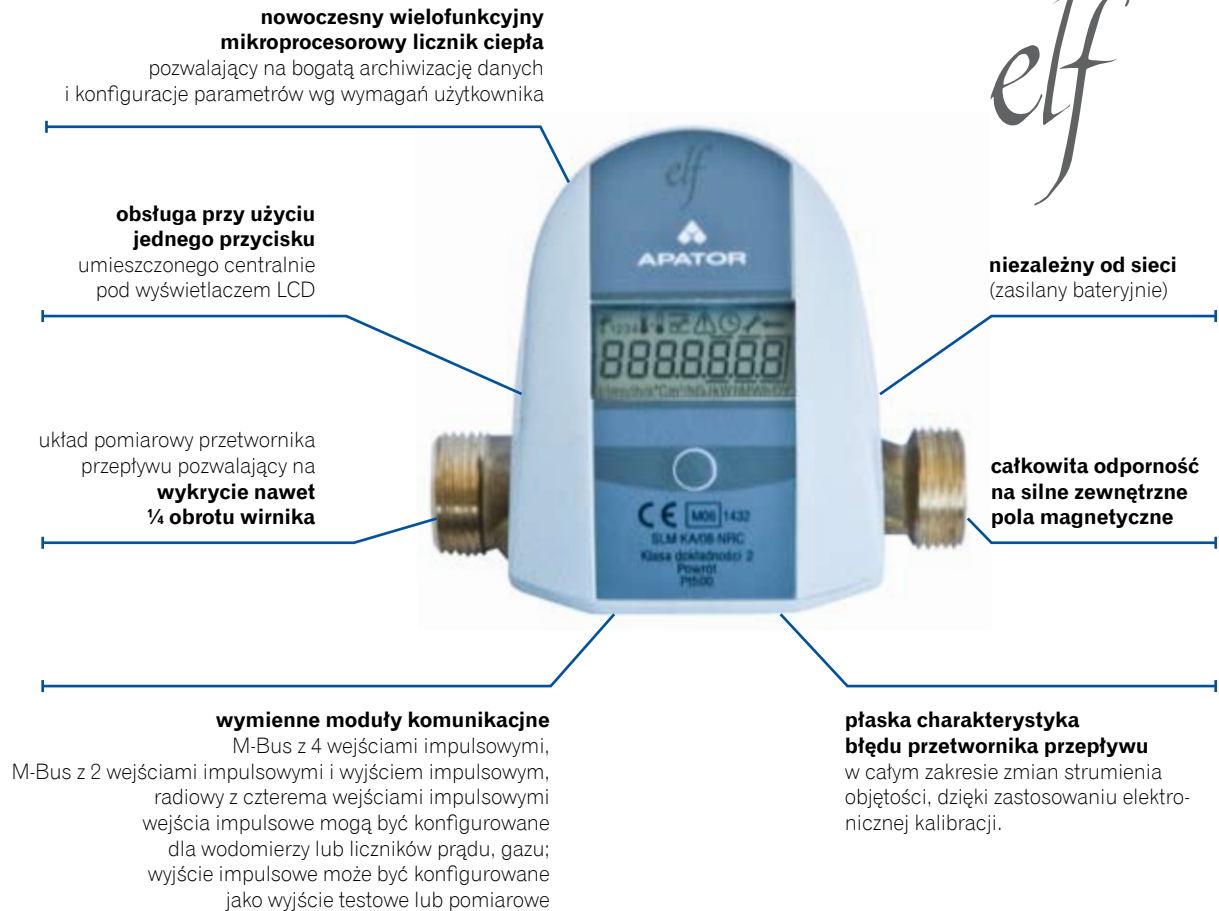 nowoczesny wielofunkcyjny
mikroprocesorowy licznik ciepła
pozwalający na bogatą archiwizację danych
i konfiguracje parametrów wg wymagań użytkownika
elf
obsługa przy użyciu
jednego przycisku
umieszczonego centralnie
pod wyświetlaczem LCD
niezależny od sieci
(zasilany bateryjnie)
układ pomiarowy przetwornika
przepływu pozwalający na
wykrycie nawet
¼ obrotu wirnika
całkowita odporność
na silne zewnętrzne
pola magnetyczne
elf
APATOR
1234
8888888
CE M06 1432
SLM KA/08 NRC
Klasa dokładności 2
Powrót
Pt500
wymienne moduły komunikacjne
M-Bus z 4 wejściami impulsowymi,
M-Bus z 2 wejściami impulsowymi i wyjściem impulsowym,
radiowy z czterema wejściami impulsowymi
wejścia impulsowe mogą być konfigurowane
dla wodomierzy lub liczników prądu, gazu;
wyjście impulsowe może być konfigurowane
jako wyjście testowe lub pomiarowe
płaska charakterystyka
błędu przetwornika przepływu
w całym zakresie zmian strumienia
objętości, dzięki zastosowaniu elektro-
nicznej kalibracji.